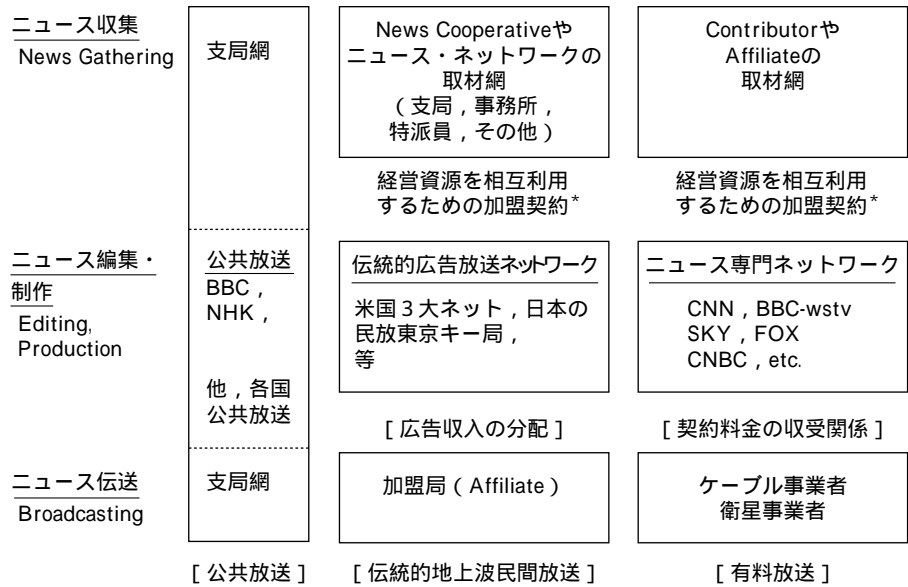 ニュース収集
News Gathering
支局網
News Cooperativeや
ニュース・ネットワークの
取材網
（支局，事務所，
特派員，その他）
Contributorや
Affiliateの
取材網
経営資源を相互利用
するための加盟契約*
経営資源を相互利用
するための加盟契約*
ニュース編集・
制作
Editing,
Production
公共放送
BBC，
NHK，
他，各国
公共放送
伝統的広告放送ネットワーク
米国3大ネット，日本の
民放東京キー局，
等
ニュース専門ネットワーク
CNN，BBC-wstv
SKY，FOX
CNBC，etc.
[広告収入の分配]
[契約料金の収受関係]
ニュース伝送
Broadcasting
支局網
加盟局（Affiliate）
ケーブル事業者
衛星事業者
[公共放送]
[伝統的地上波民間放送]
[有料放送]